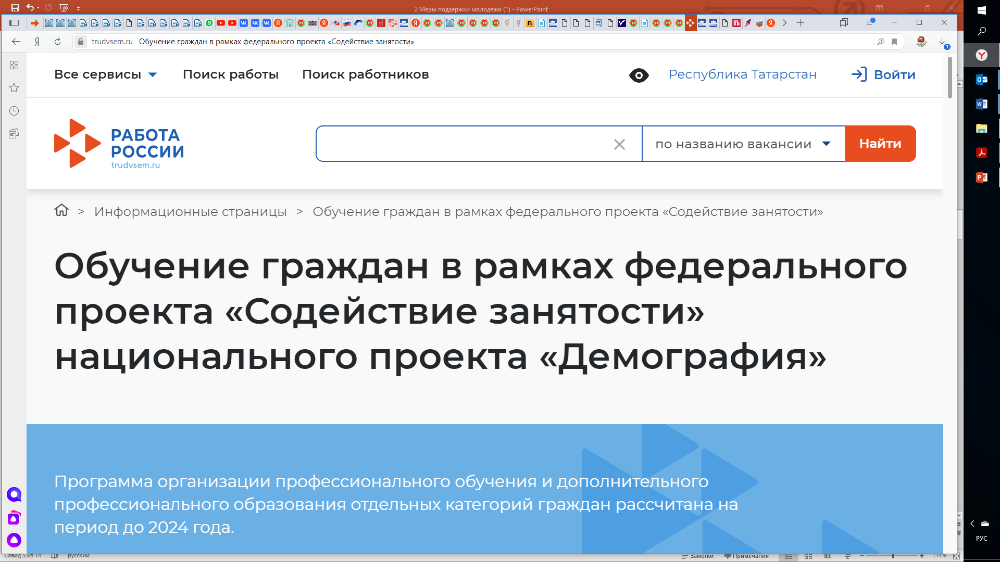 2 Меры поддержки молодежи (1) - PowerPoint
trudvsem.ru Обучение граждан в рамках федерального проекта «Содействие занятости»
1
Все сервисы Поиск работы Поиск работников Республика Татарстан Войти
РАБОТА
РОССИИ
trudvsem.ru
по названию вакансии Найти
> Информационные страницы > Обучение граждан в рамках федерального проекта «Содействие занятости»
Обучение граждан в рамках федерального
проекта «Содействие занятости»
национального проекта «Демография»
Программа организации профессионального обучения и дополнительного
профессионального образования отдельных категорий граждан рассчитана на
период до 2024 года.
РУС
Слайд 5 из 14 русский Заметки Примечания 114%